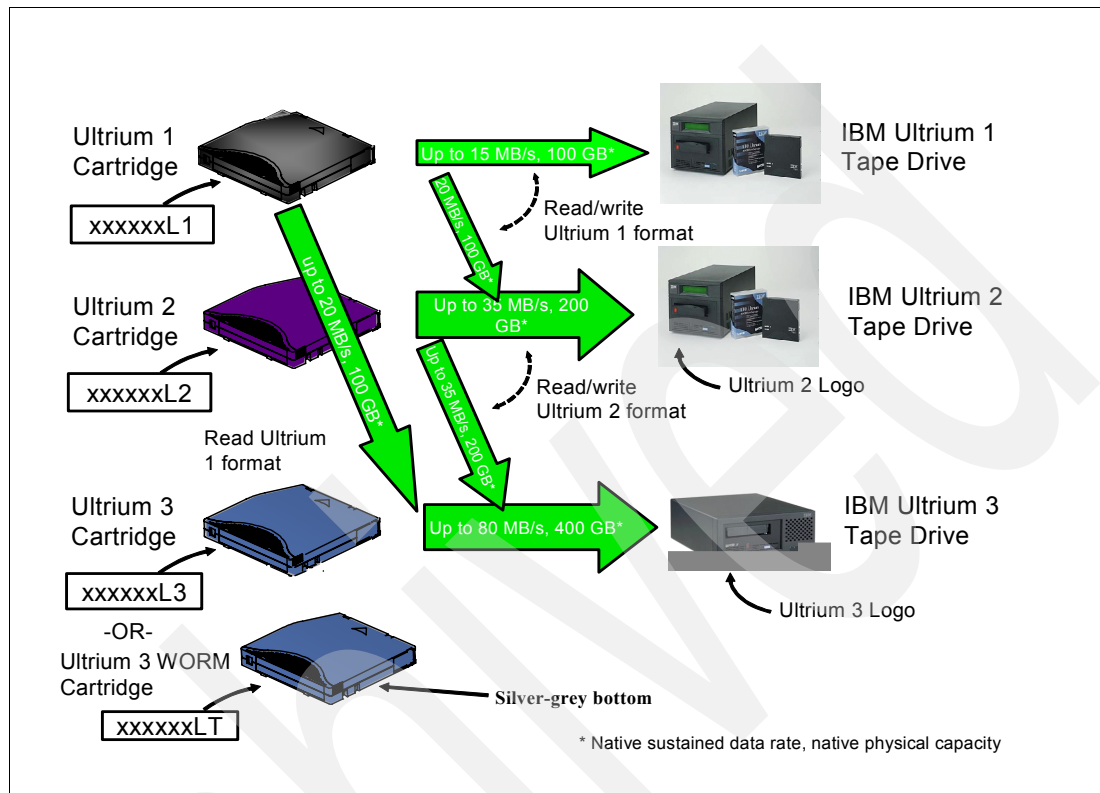 Ultrium 1
Cartridge
xxxxxxL1
Up to 15 MB/s, 100 GB*
IBM Ultrium 1
Tape Drive
20 MB/s, 100 GB*
Read/write
Ultrium 1 format
up to 20 MB/s, 100 GB*
Ultrium 2
Cartridge
xxxxxxL2
Up to 35 MB/s, 200
GB*
IBM Ultrium 2
Tape Drive
Up to 35 MB/s, 200 GB*
Read/write
Ultrium 2 format
Ultrium 2 Logo
Read Ultrium
1 format
Ultrium 3
Cartridge
xxxxxxL3
Up to 80 MB/s, 400 GB*
IBM Ultrium 3
Tape Drive
Ultrium 3 Logo
-OR-
Ultrium 3 WORM
Cartridge
xxxxxxLT
Silver-grey bottom
* Native sustained data rate, native physical capacity